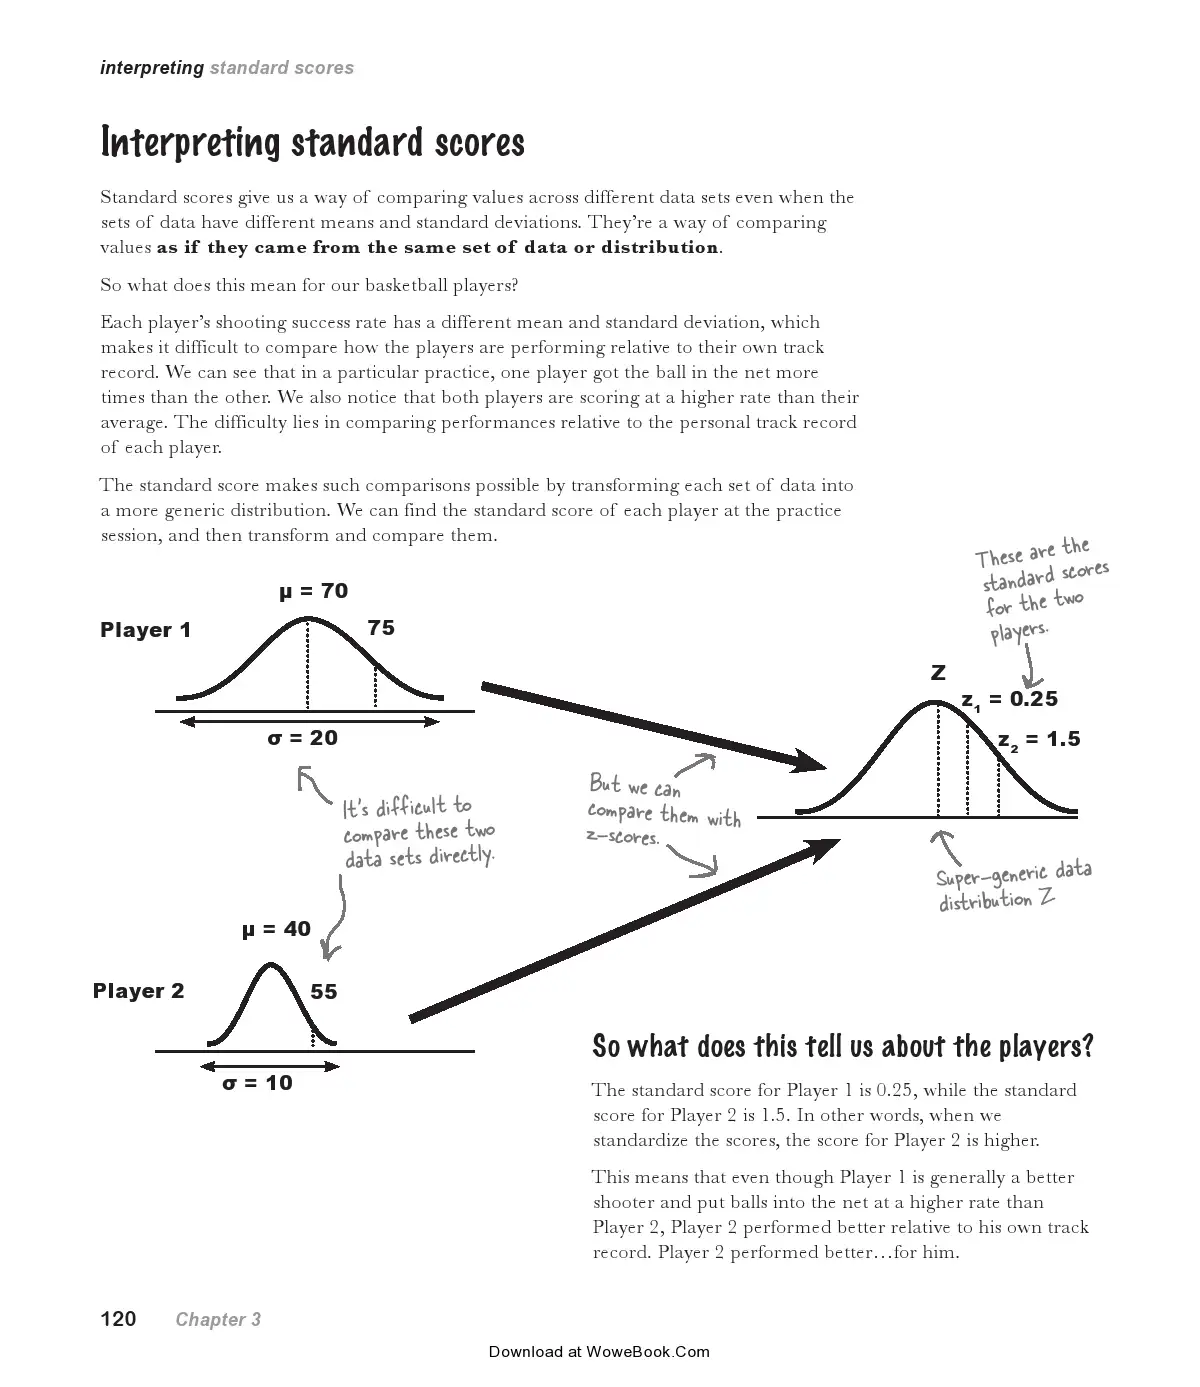 interpreting standard scores
Interpreting standard scores
Standard scores give us a way of comparing values across different data sets even when the
sets of data have different means and standard deviations. They’re a way of comparing
values as if they came from the same set of data or distribution.
So what does this mean for our basketball players?
Each player’s shooting success rate has a different mean and standard deviation, which
makes it difficult to compare how the players are performing relative to their own track
record. We can see that in a particular practice, one player got the ball in the net more
times than the other. We also notice that both players are scoring at a higher rate than their
average. The difficulty lies in comparing performances relative to the personal track record
of each player.
The standard score makes such comparisons possible by transforming each set of data into
a more generic distribution. We can find the standard score of each player at the practice
session, and then transform and compare them.
These are the
standard scores
for the two
players.
μ = 70
Player 1
75
σ = 20
Z
z1 = 0.25
z2 = 1.5
It's difficult to
compare these two
data sets directly.
But we can
compare them with
z-scores.
Super-generic data
distribution Z
μ = 40
Player 2
55
σ = 10
So what does this tell us about the players?
The standard score for Player 1 is 0.25, while the standard
score for Player 2 is 1.5. In other words, when we
standardize the scores, the score for Player 2 is higher.
This means that even though Player 1 is generally a better
shooter and put balls into the net at a higher rate than
Player 2, Player 2 performed better relative to his own track
record. Player 2 performed better…for him.
120 Chapter 3
Download at WoweBook.Com